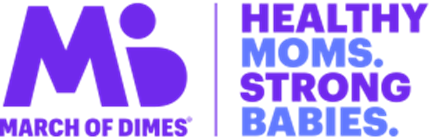 MARCH OF DIMES®
HEALTHY
MOMS.
STRONG
BABIES.